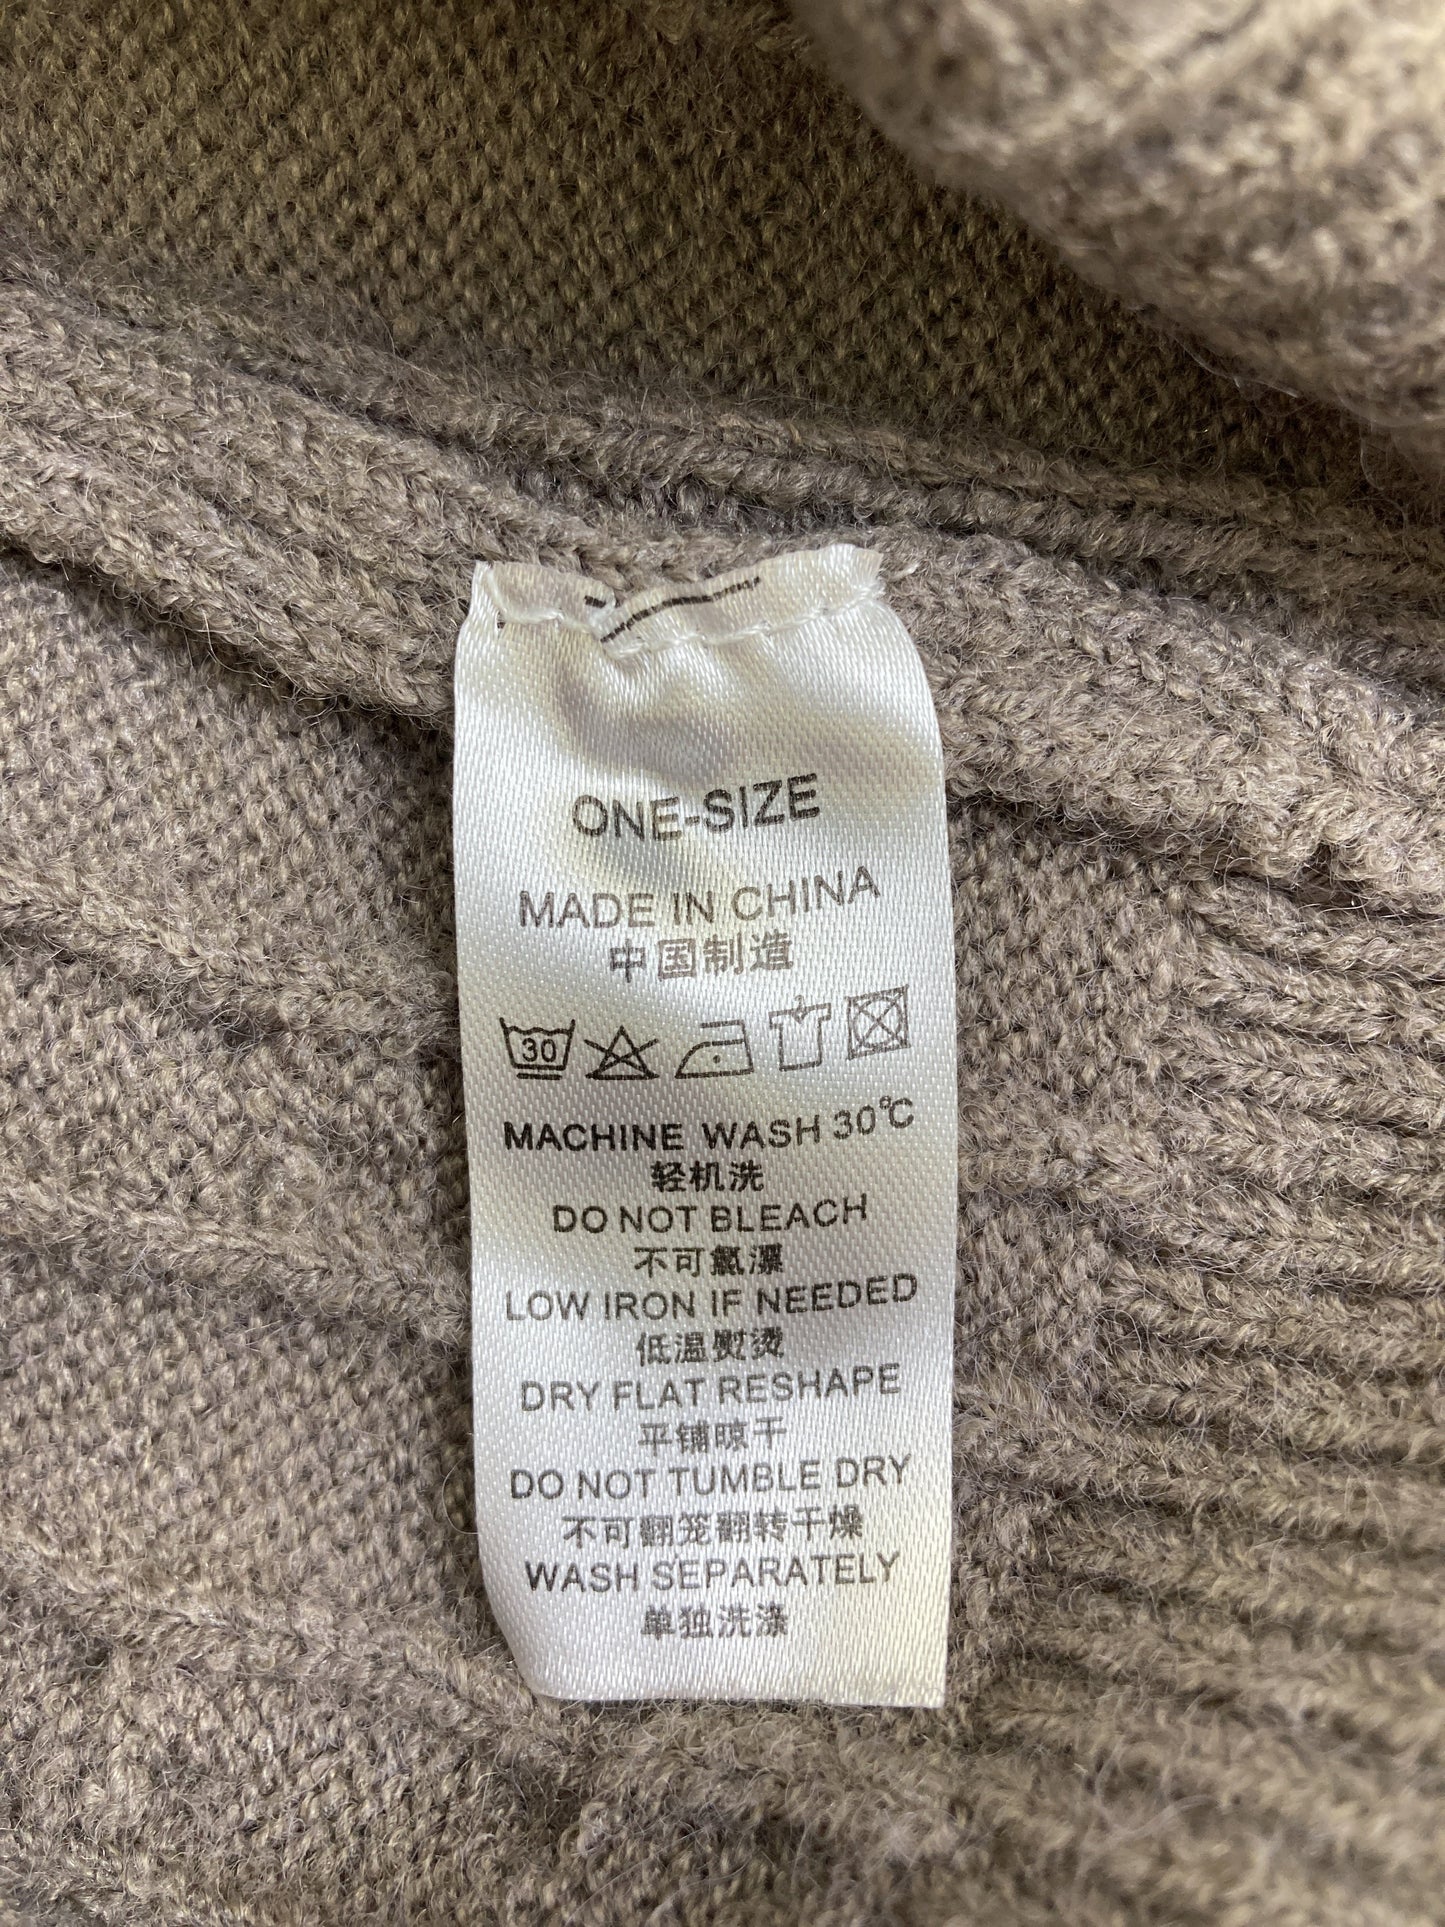 ONE-SIZE
MADE IN CHINA
中国制造
30
MACHINE WASH 30℃
轻机洗
DO NOT BLEACH
不可氯漂
LOW IRON IF NEEDED
低温熨烫
DRY FLAT RESHAPE
平铺晾干
DO NOT TUMBLE DRY
不可翻笼翻转干燥
WASH SEPARATELY
单独洗涤